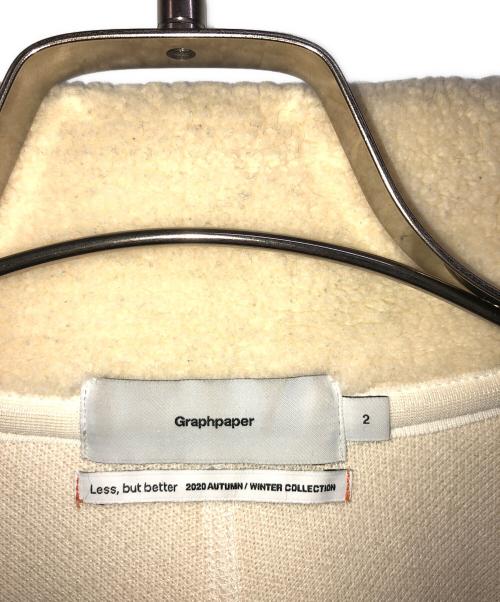 Graphpaper
2
Less, but better 2020 AUTUMN / WINTER COLLECTION